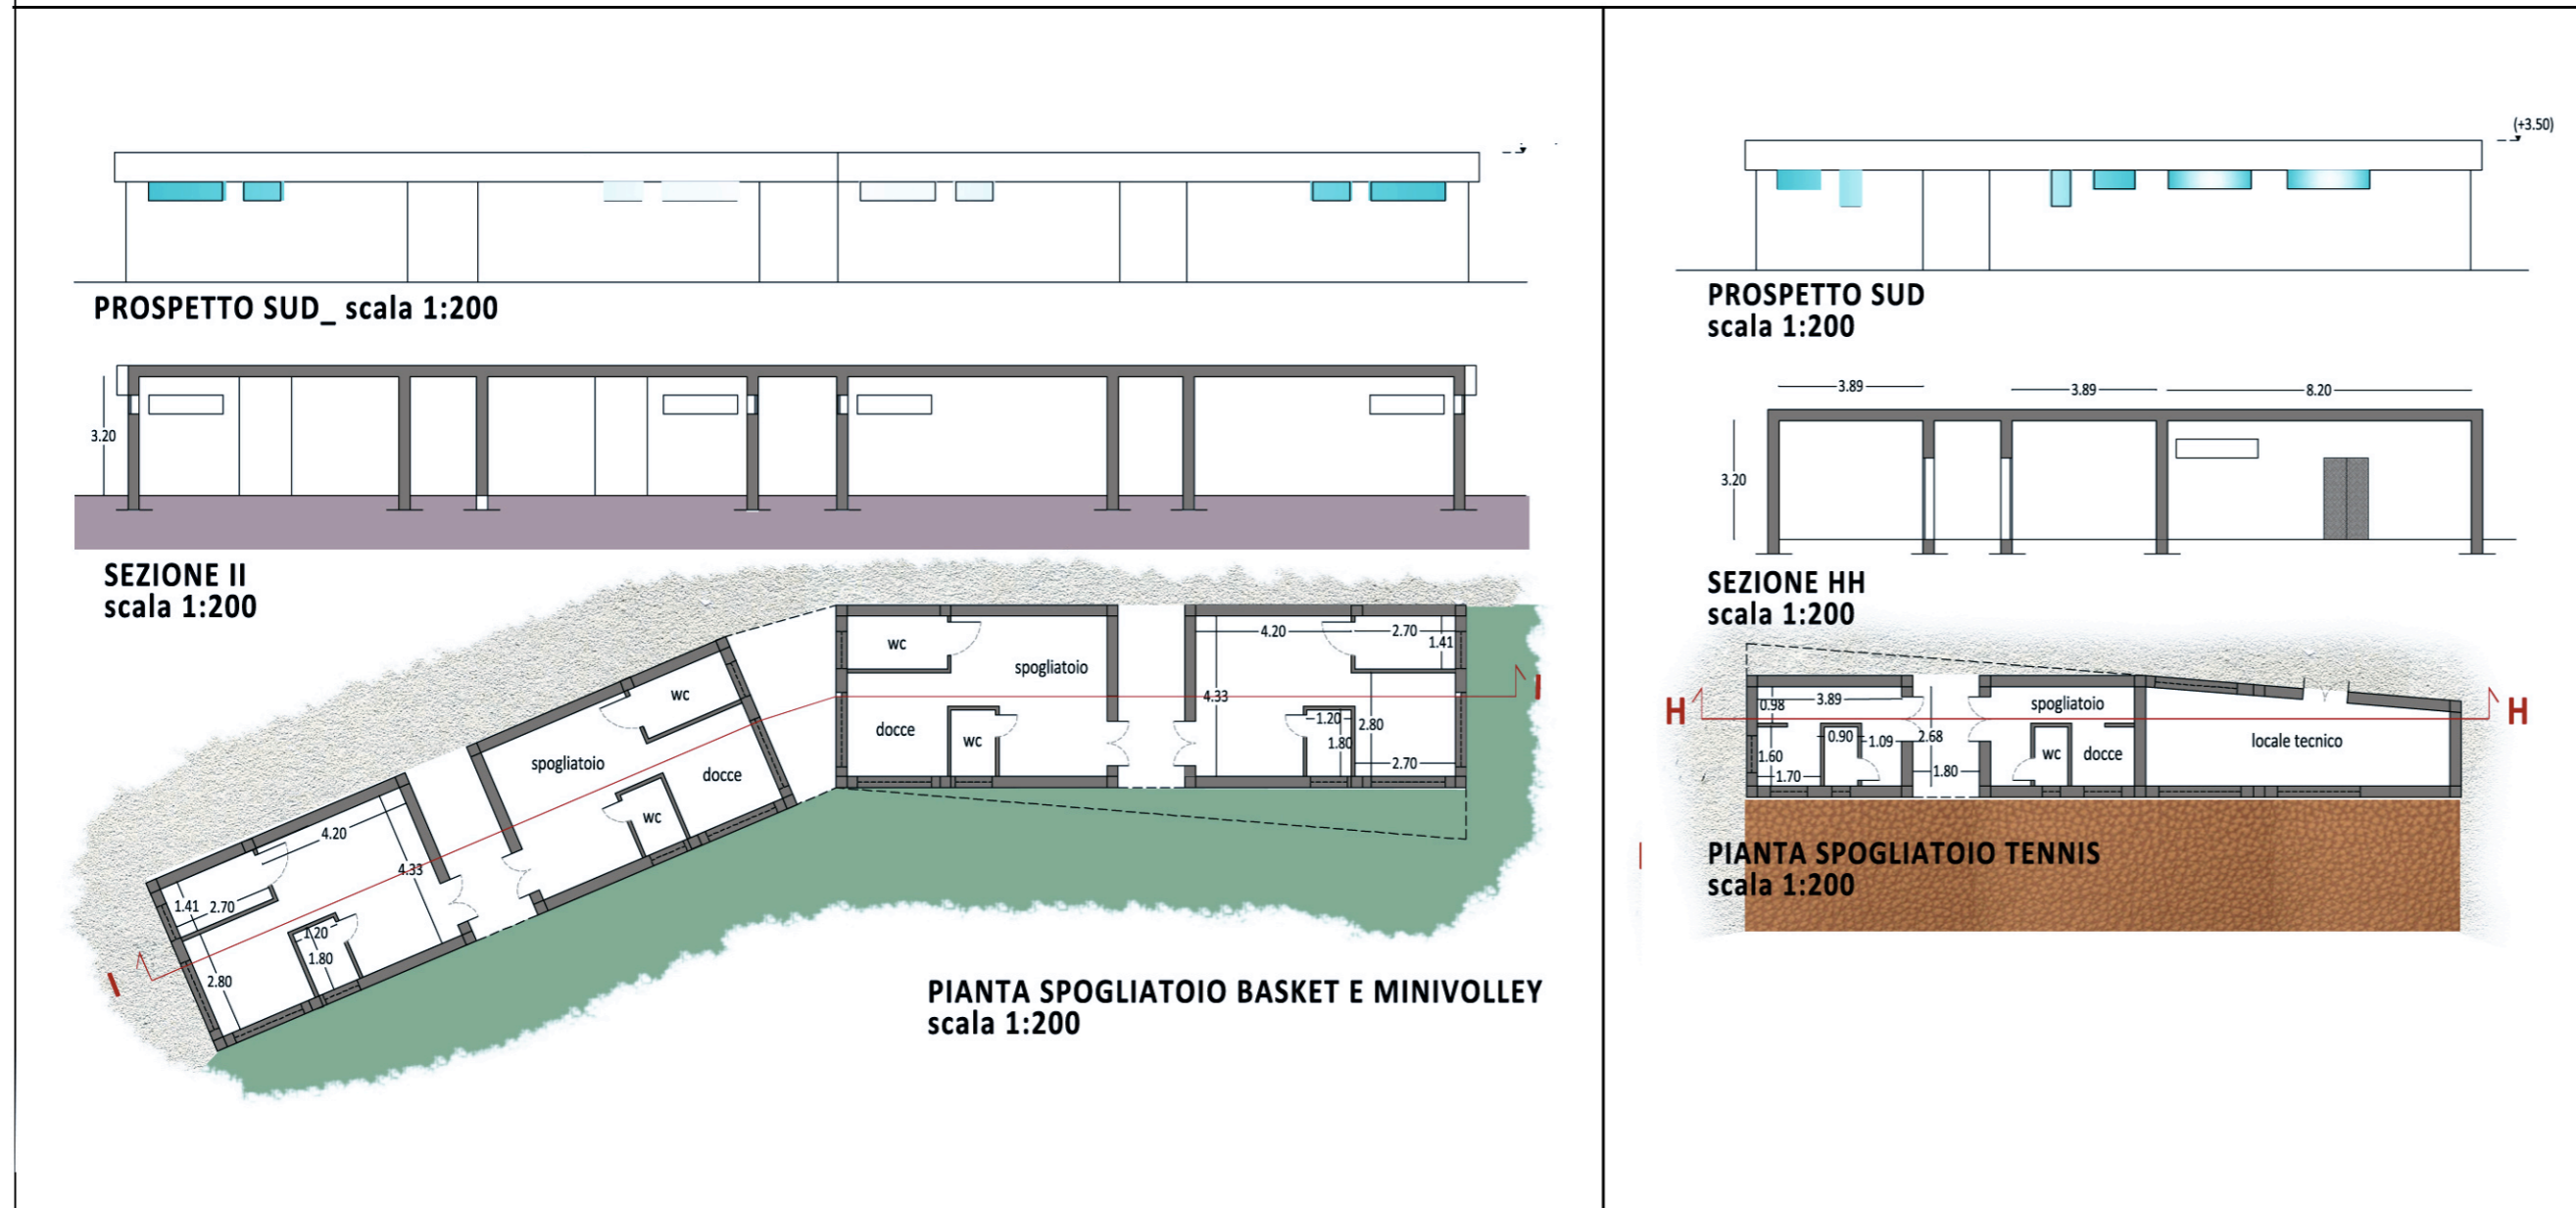 PROSPETTO SUD_ scala 1:200
3.20
SEZIONE II
scala 1:200
wc
spogliatoio
docce
wc
4.20
2.70
1.41
4.33
1.20
1.80
2.80
2.70
I
wc
spogliatoio
docce
wc
4.20
4.33
1.41
2.70
1.20
1.80
2.80
I
PIANTA SPOGLIATOIO BASKET E MINIVOLLEY
scala 1:200
(+3.50)
PROSPETTO SUD
scala 1:200
3.89
3.89
8.20
3.20
SEZIONE HH
scala 1:200
H
0.98
3.89
spogliatoio
H
1.60
0.90
1.09
2.68
wc
docce
locale tecnico
1.70
1.80
PIANTA SPOGLIATOIO TENNIS
scala 1:200